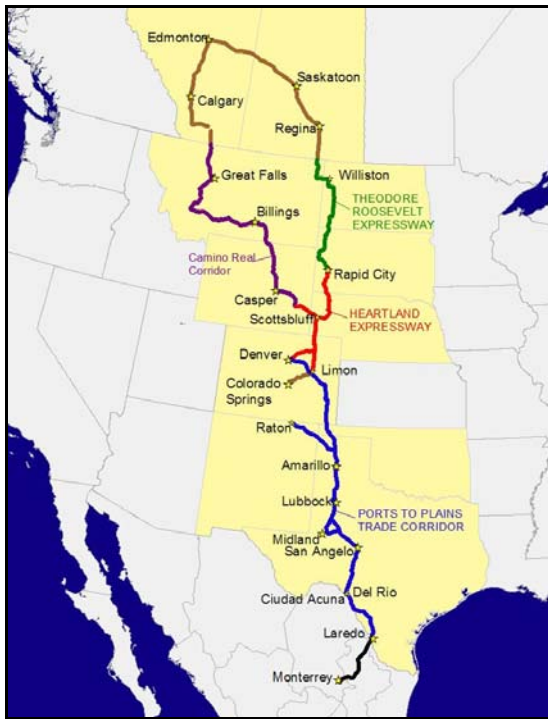 Edmonton
Saskatoon
Calgary
Regina
Great Falls
Williston
THEODORE
ROOSEVELT
EXPRESSWAY
Billings
Camino Real
Corridor
Rapid City
Casper
Scottsbluff
HEARTLAND
EXPRESSWAY
Denver
Limon
Colorado
Springs
Raton
Amarillo
Lubbock
PORTS TO PLAINS
TRADE CORRIDOR
Midland
San Angelo
Ciudad Acuna
Del Rio
Laredo
Monterrey